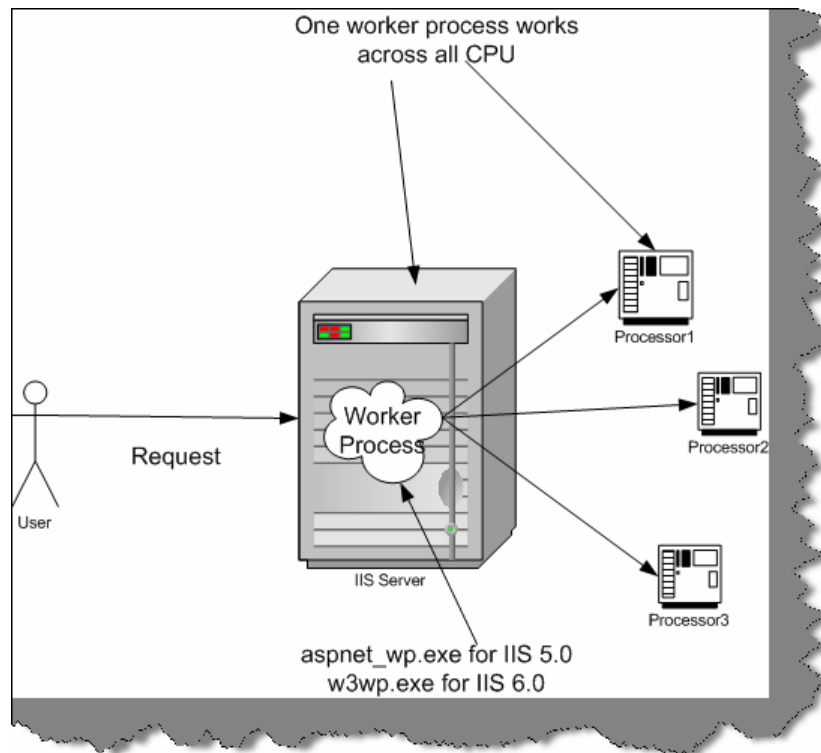 One worker process works
across all CPU
Processor1
Worker
Process
Processor2
Request
User
IIS Server
Processor3
aspnet_wp.exe for IIS 5.0
w3wp.exe for IIS 6.0